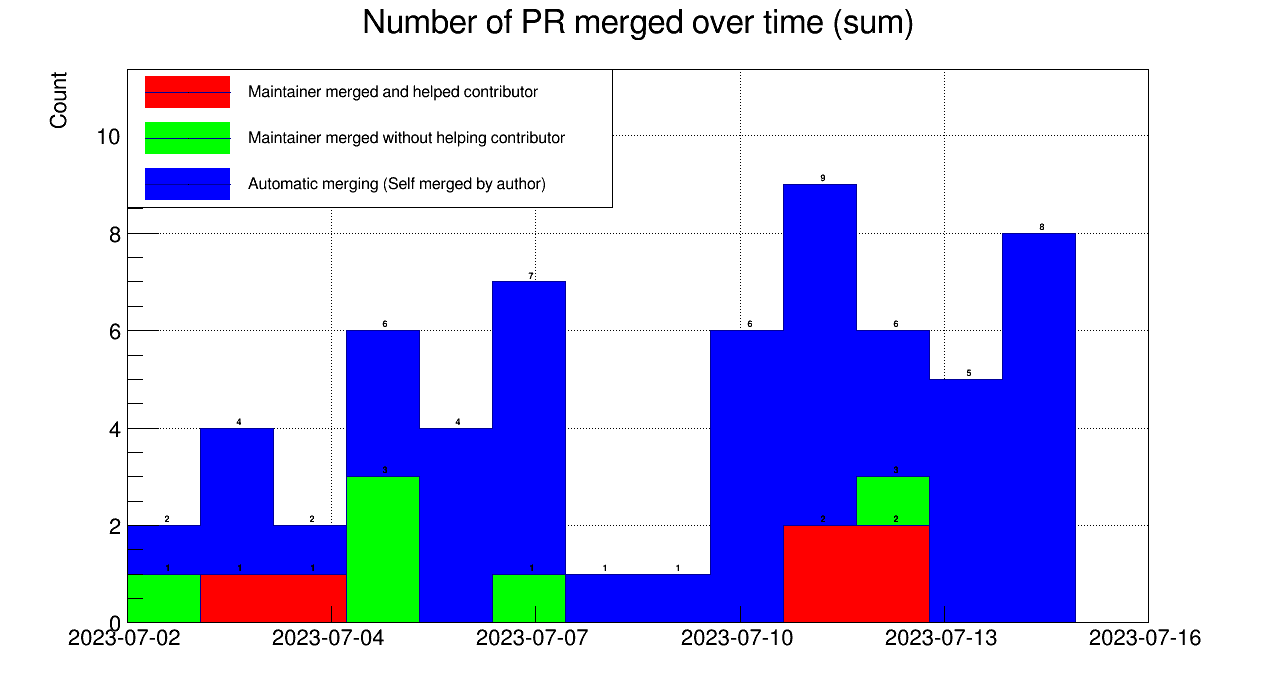 Number of PR merged over time (sum)
Count
Maintainer merged and helped contributor
Maintainer merged without helping contributor
Automatic merging (Self merged by author)
10
8
6
4
2
0
2 4 2 6 4 7 1 1 6 9 6 5 8
1 1 1 3 1 2 3
2
2023-07-02 2023-07-04 2023-07-07 2023-07-10 2023-07-13 2023-07-16